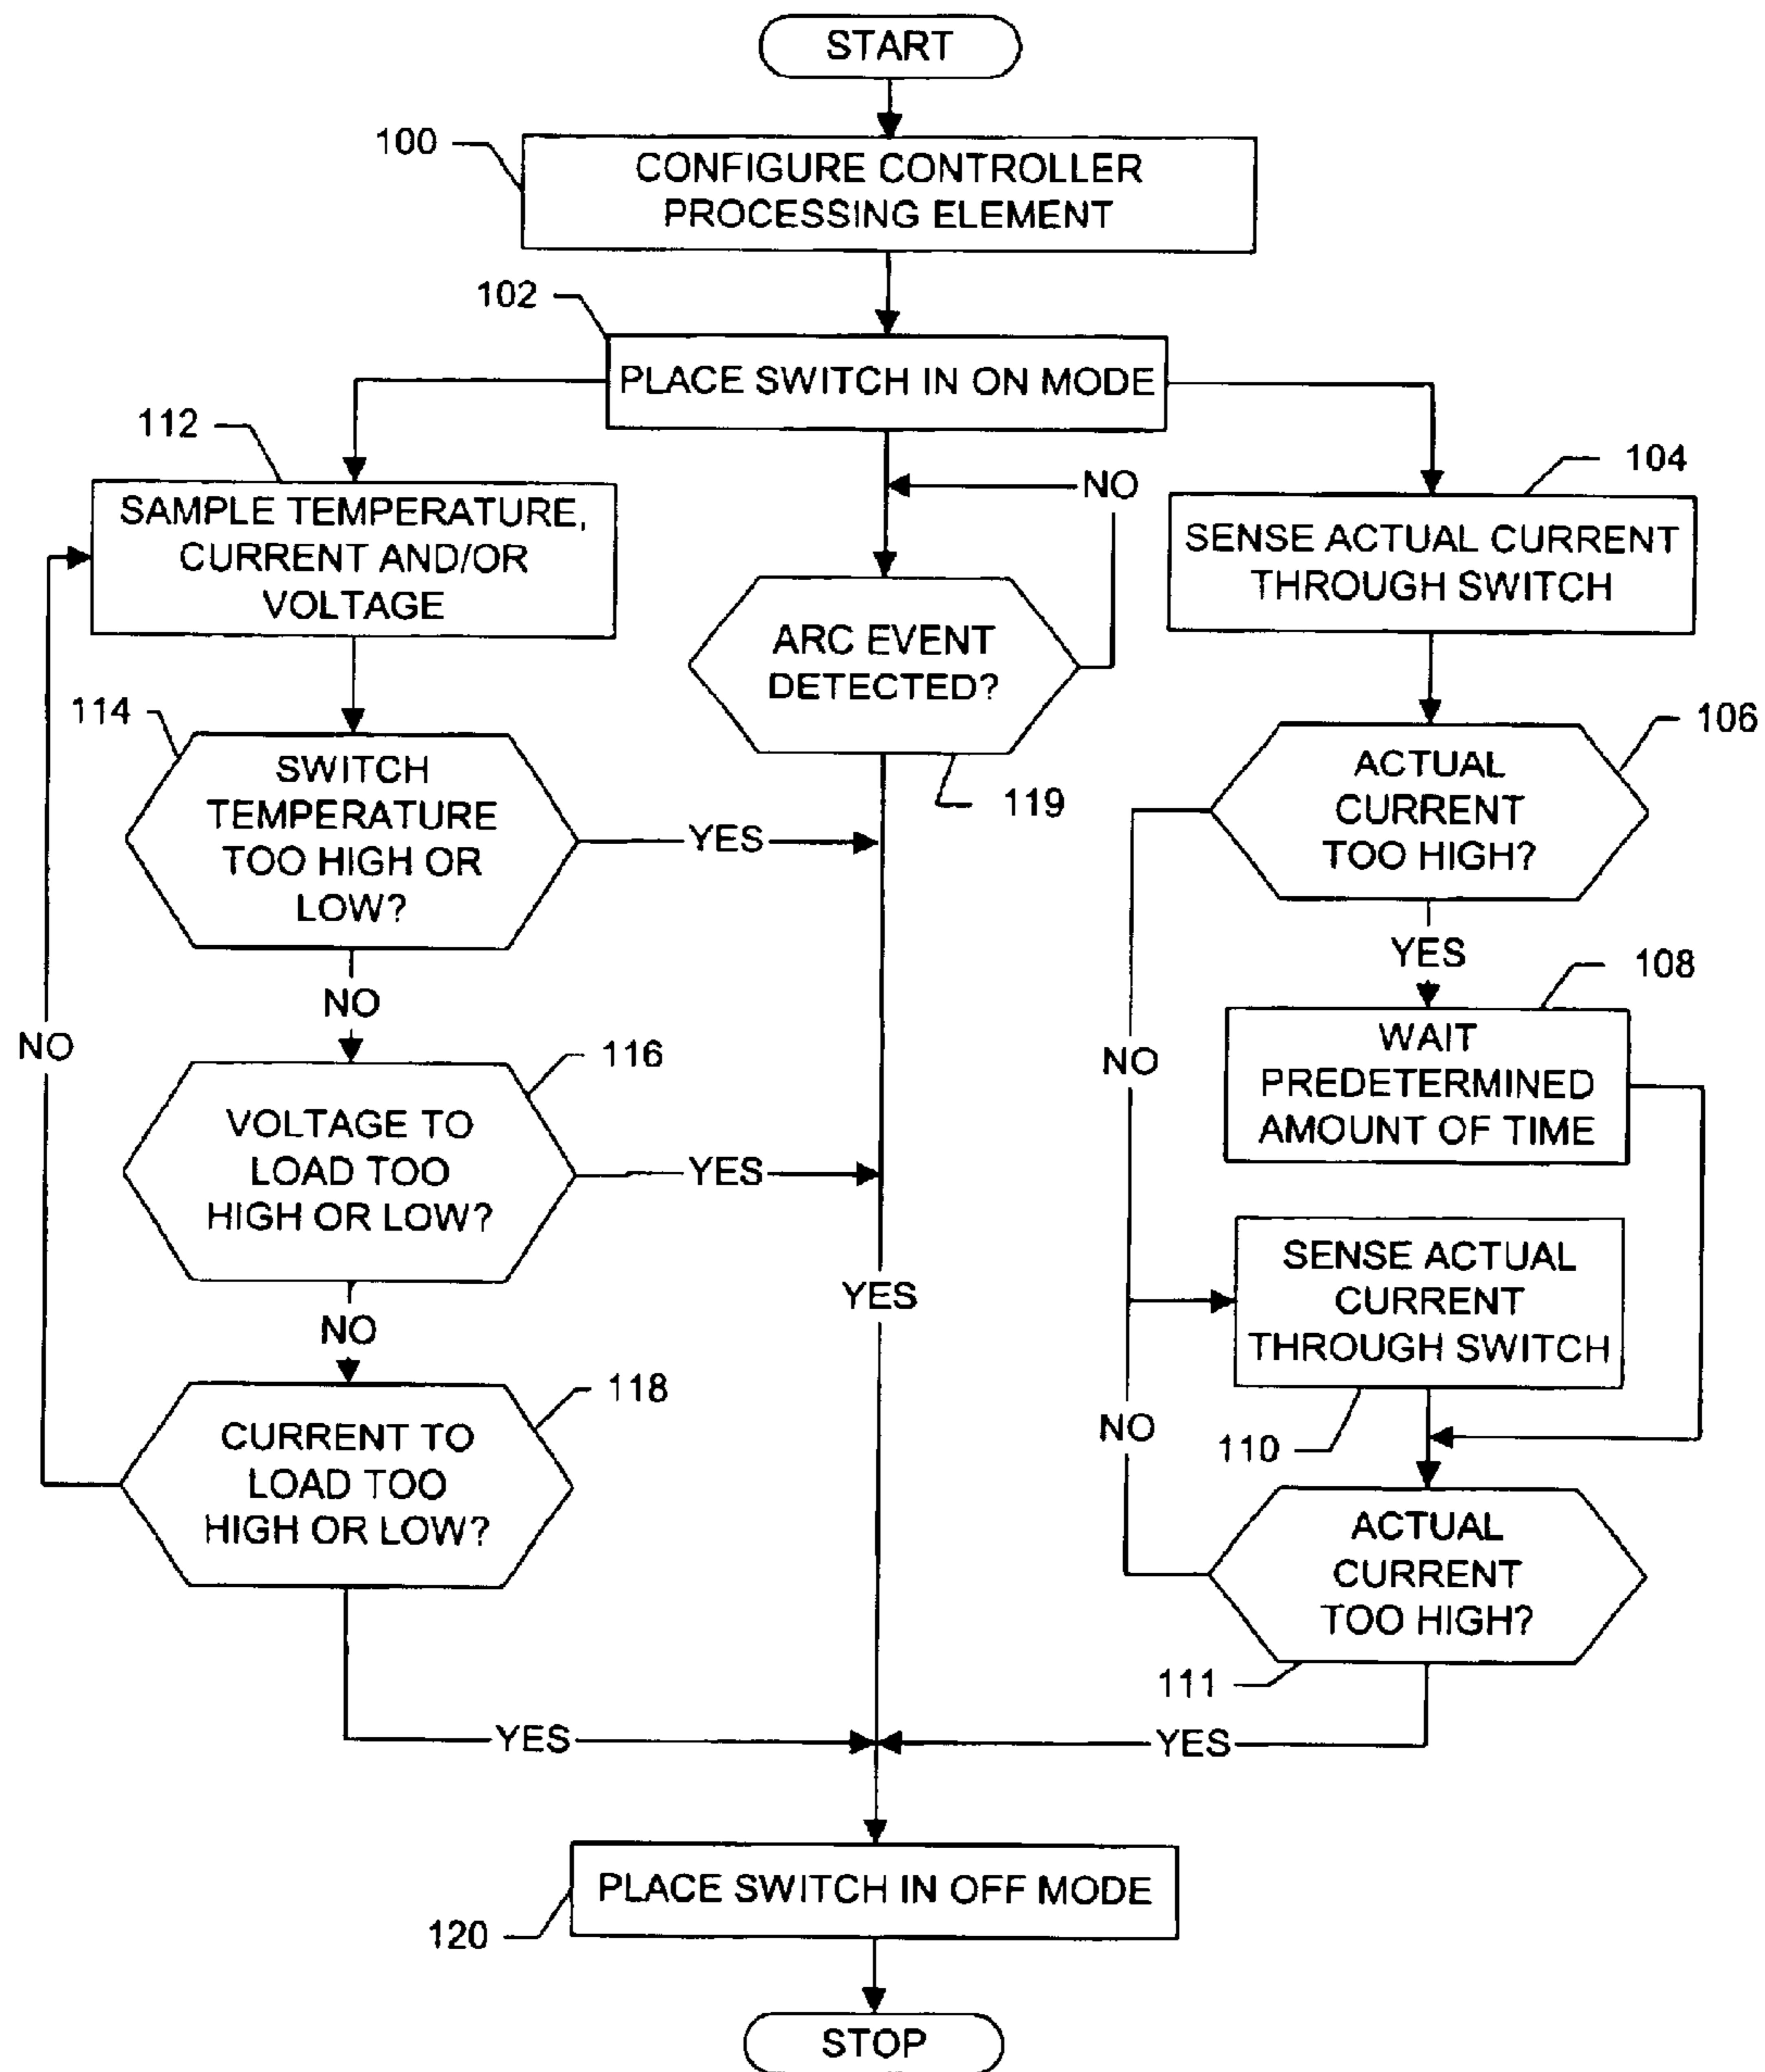 START
100
CONFIGURE CONTROLLER
PROCESSING ELEMENT
102
PLACE SWITCH IN ON MODE
112
SAMPLE TEMPERATURE,
CURRENT AND/OR
VOLTAGE
NO
104
SENSE ACTUAL CURRENT
THROUGH SWITCH
ARC EVENT
DETECTED?
119
114
SWITCH
TEMPERATURE
TOO HIGH OR
LOW?
YES
NO
106
ACTUAL
CURRENT
TOO HIGH?
YES
NO
108
WAIT
PREDETERMINED
AMOUNT OF TIME
NO
116
VOLTAGE TO
LOAD TOO
HIGH OR LOW?
YES
NO
YES
SENSE ACTUAL
CURRENT
THROUGH SWITCH
110
NO
118
CURRENT TO
LOAD TOO
HIGH OR LOW?
ACTUAL
CURRENT
TOO HIGH?
111
YES
YES
PLACE SWITCH IN OFF MODE
120
STOP